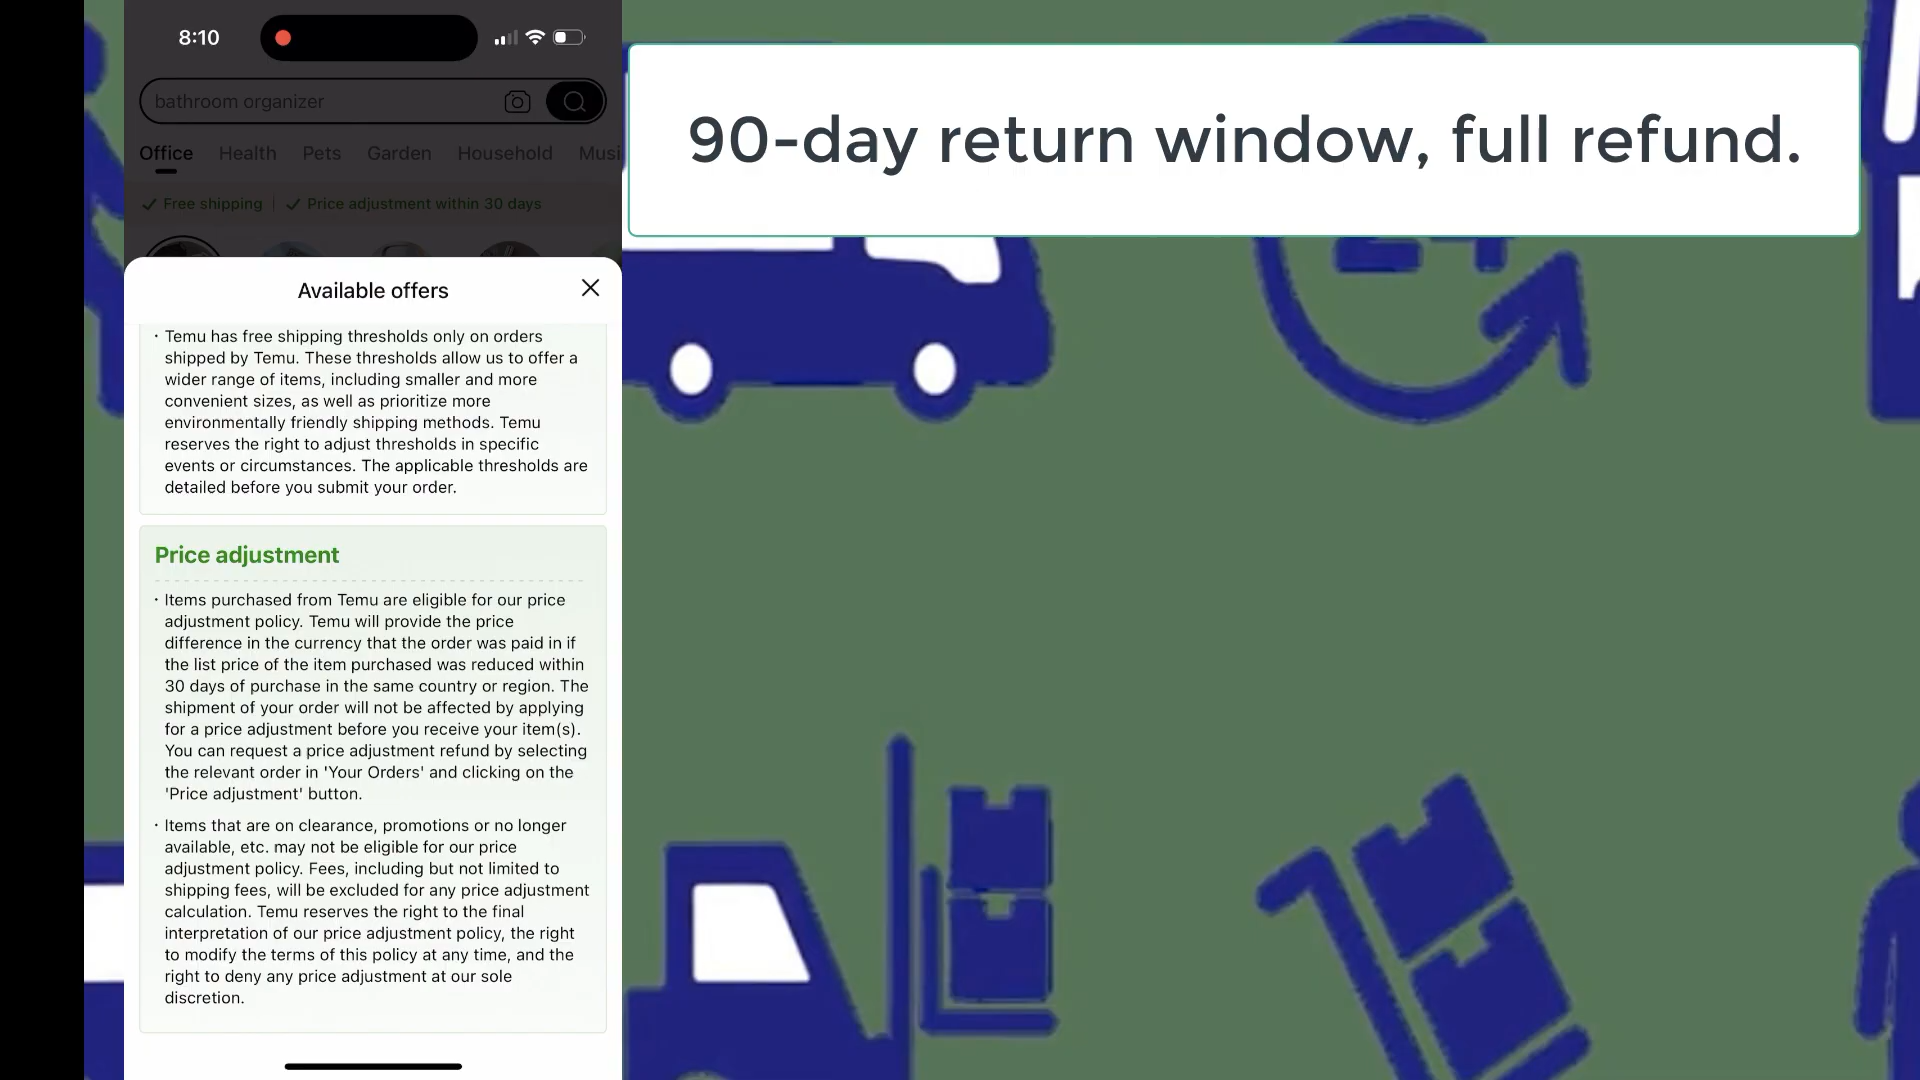 8:10
bathroom organizer
Office Health Pets Garden Household Musi
Free shipping Price adjustment within 30 days
Available offers
· Temu has free shipping thresholds only on orders
shipped by Temu. These thresholds allow us to offer a
wider range of items, including smaller and more
convenient sizes, as well as prioritize more
environmentally friendly shipping methods. Temu
reserves the right to adjust thresholds in specific
events or circumstances. The applicable thresholds are
detailed before you submit your order.
Price adjustment
· Items purchased from Temu are eligible for our price
adjustment policy. Temu will provide the price
difference in the currency that the order was paid in if
the list price of the item purchased was reduced within
30 days of purchase in the same country or region. The
shipment of your order will not be affected by applying
for a price adjustment before you receive your item(s).
You can request a price adjustment refund by selecting
the relevant order in 'Your Orders' and clicking on the
'Price adjustment' button.
· Items that are on clearance, promotions or no longer
available, etc. may not be eligible for our price
adjustment policy. Fees, including but not limited to
shipping fees, will be excluded for any price adjustment
calculation. Temu reserves the right to the final
interpretation of our price adjustment policy, the right
to modify the terms of this policy at any time, and the
right to deny any price adjustment at our sole
discretion.
90-day return window, full refund.